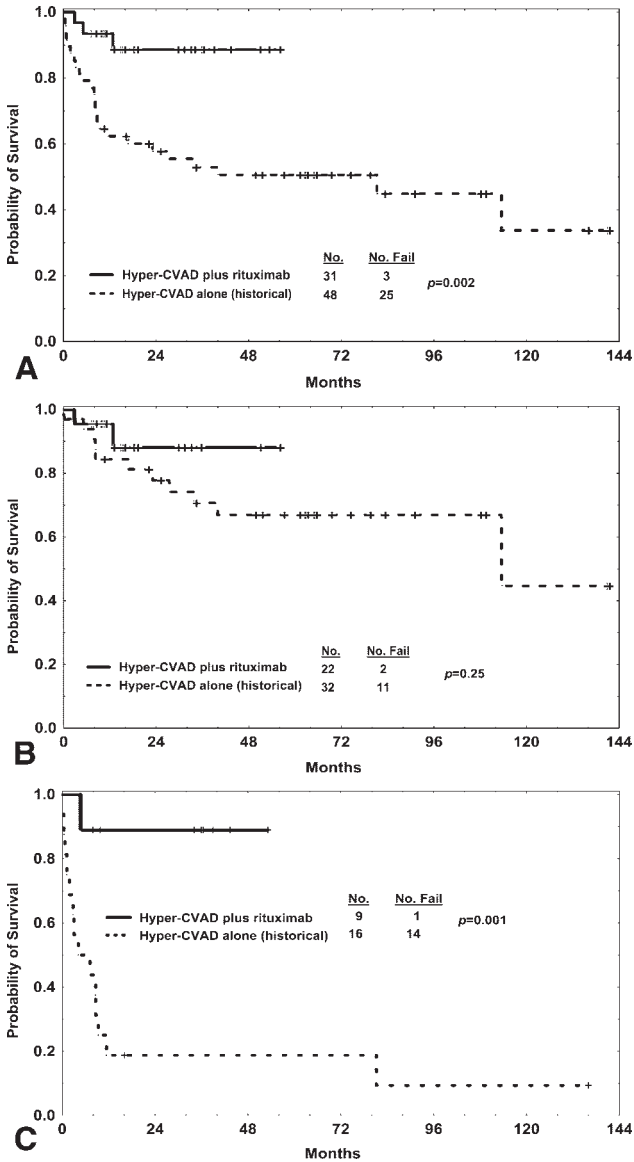 1.0
0.8
0.6
0.4
0.2
0.0
Probability of Survival
No. No. Fail
Hyper-CVAD plus rituximab 31 3
Hyper-CVAD alone (historical) 48 25
p=0.002
0 24 48 72 96 120 144
Months
A
1.0
0.8
0.6
0.4
0.2
0.0
Probability of Survival
No. No. Fail
Hyper-CVAD plus rituximab 22 2
Hyper-CVAD alone (historical) 32 11
p=0.25
0 24 48 72 96 120 144
Months
B
1.0
0.8
0.6
0.4
0.2
0.0
Probability of Survival
No. No. Fail
Hyper-CVAD plus rituximab 9 1
Hyper-CVAD alone (historical) 16 14
p=0.001
0 24 48 72 96 120 144
Months
C